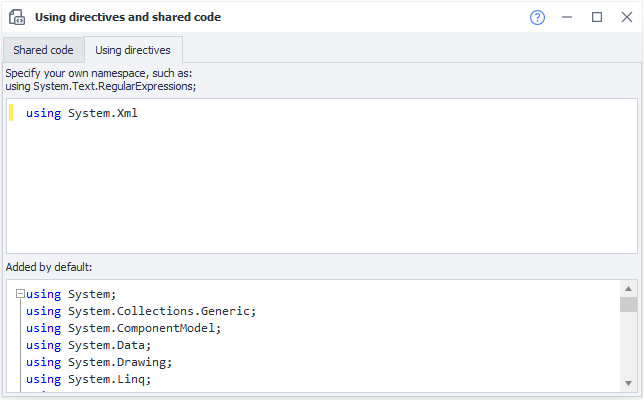 Using directives and shared code
Shared code
Using directives
Specify your own namespace, such as:
using System.Text.RegularExpressions;
using System.Xml
Added by default:
using System;
using System.Collections.Generic;
using System.ComponentModel;
using System.Data;
using System.Drawing;
using System.Linq;